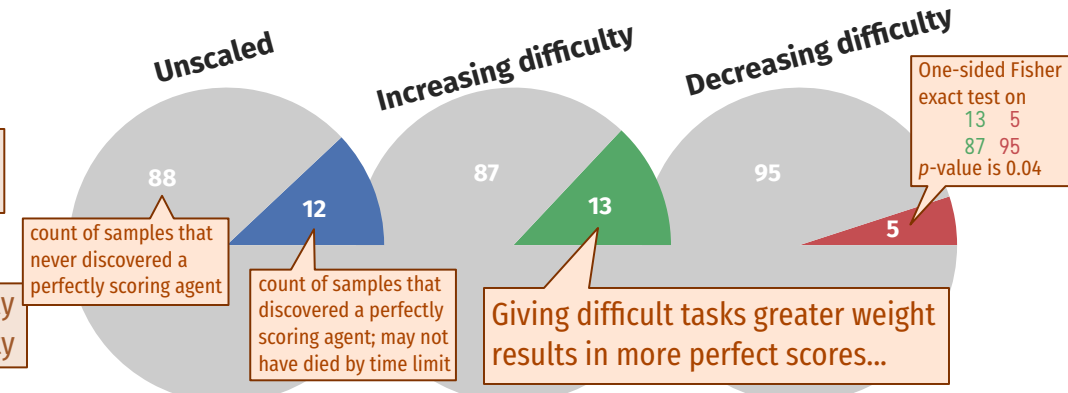 Unscaled
Increasing difficulty
Decreasing difficulty
One-sided Fisher
exact test on
13 5
87 95
p-value is 0.04
88
12
87
13
95
5
count of samples that
never discovered a
perfectly scoring agent
count of samples that
discovered a perfectly
scoring agent; may not
have died by time limit
Giving difficult tasks greater weight
results in more perfect scores...